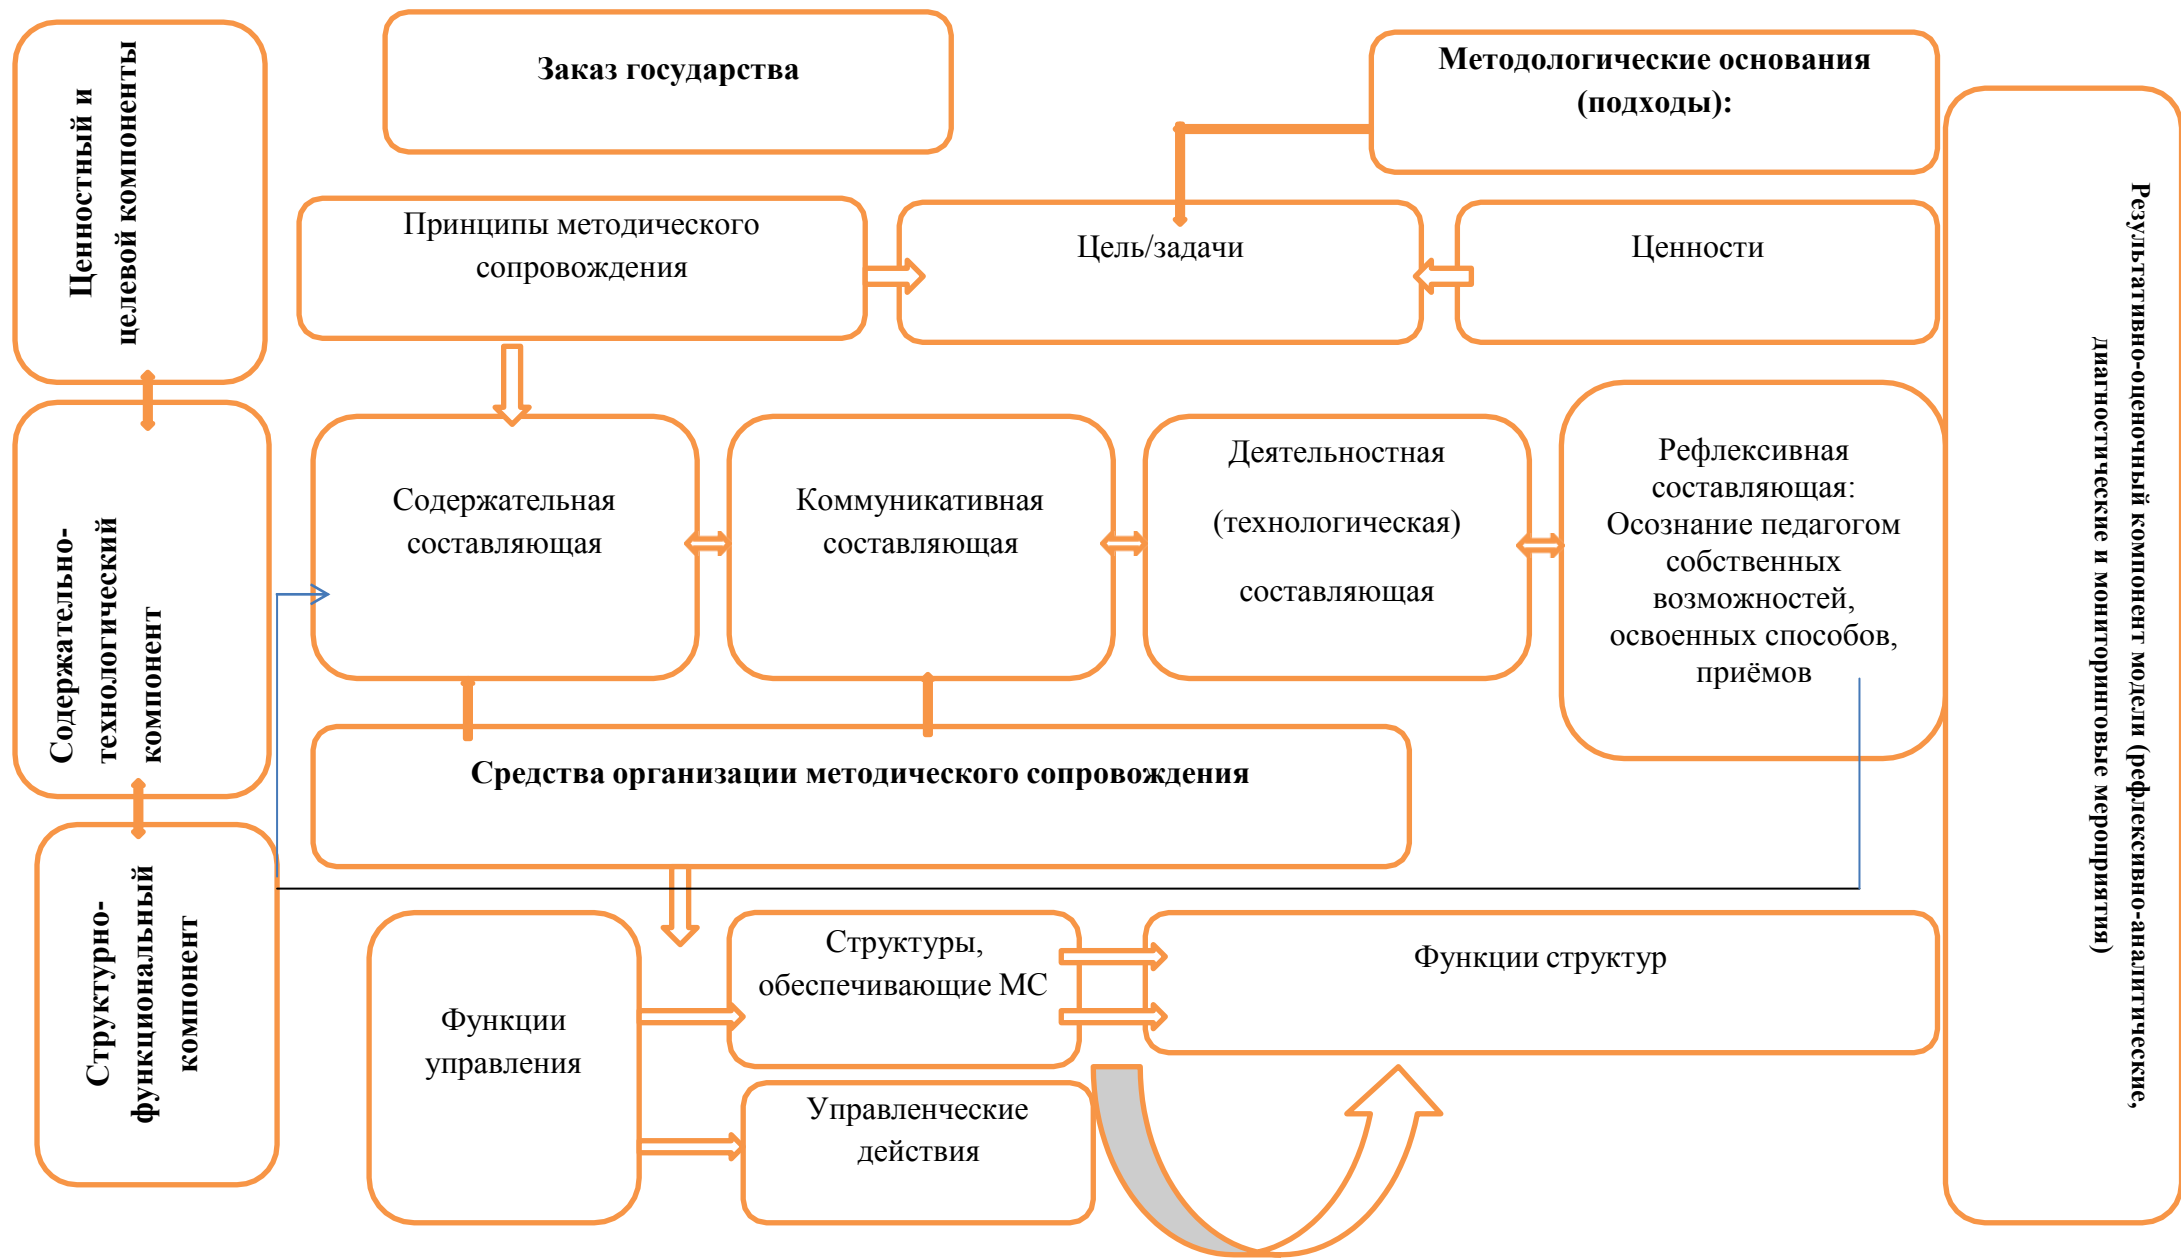 Ценностный и
целевой компоненты
Заказ государства
Методологические основания
(подходы):
Принципы методического
сопровождения
Цель/задачи
Ценности
Содержательно-
технологический
компонент
Содержательная
составляющая
Коммуникативная
составляющая
Деятельностная
(технологическая)
составляющая
Рефлексивная
составляющая:
Осознание педагогом
собственных
возможностей,
освоенных способов,
приёмов
Средства организации методического сопровождения
Структурно-
функциональный
компонент
Функции
управления
Структуры,
обеспечивающие МС
Функции структур
Управленческие
действия
Результативно-оценочный компонент модели (рефлексивно-аналитические,
диагностические и мониторинговые мероприятия)